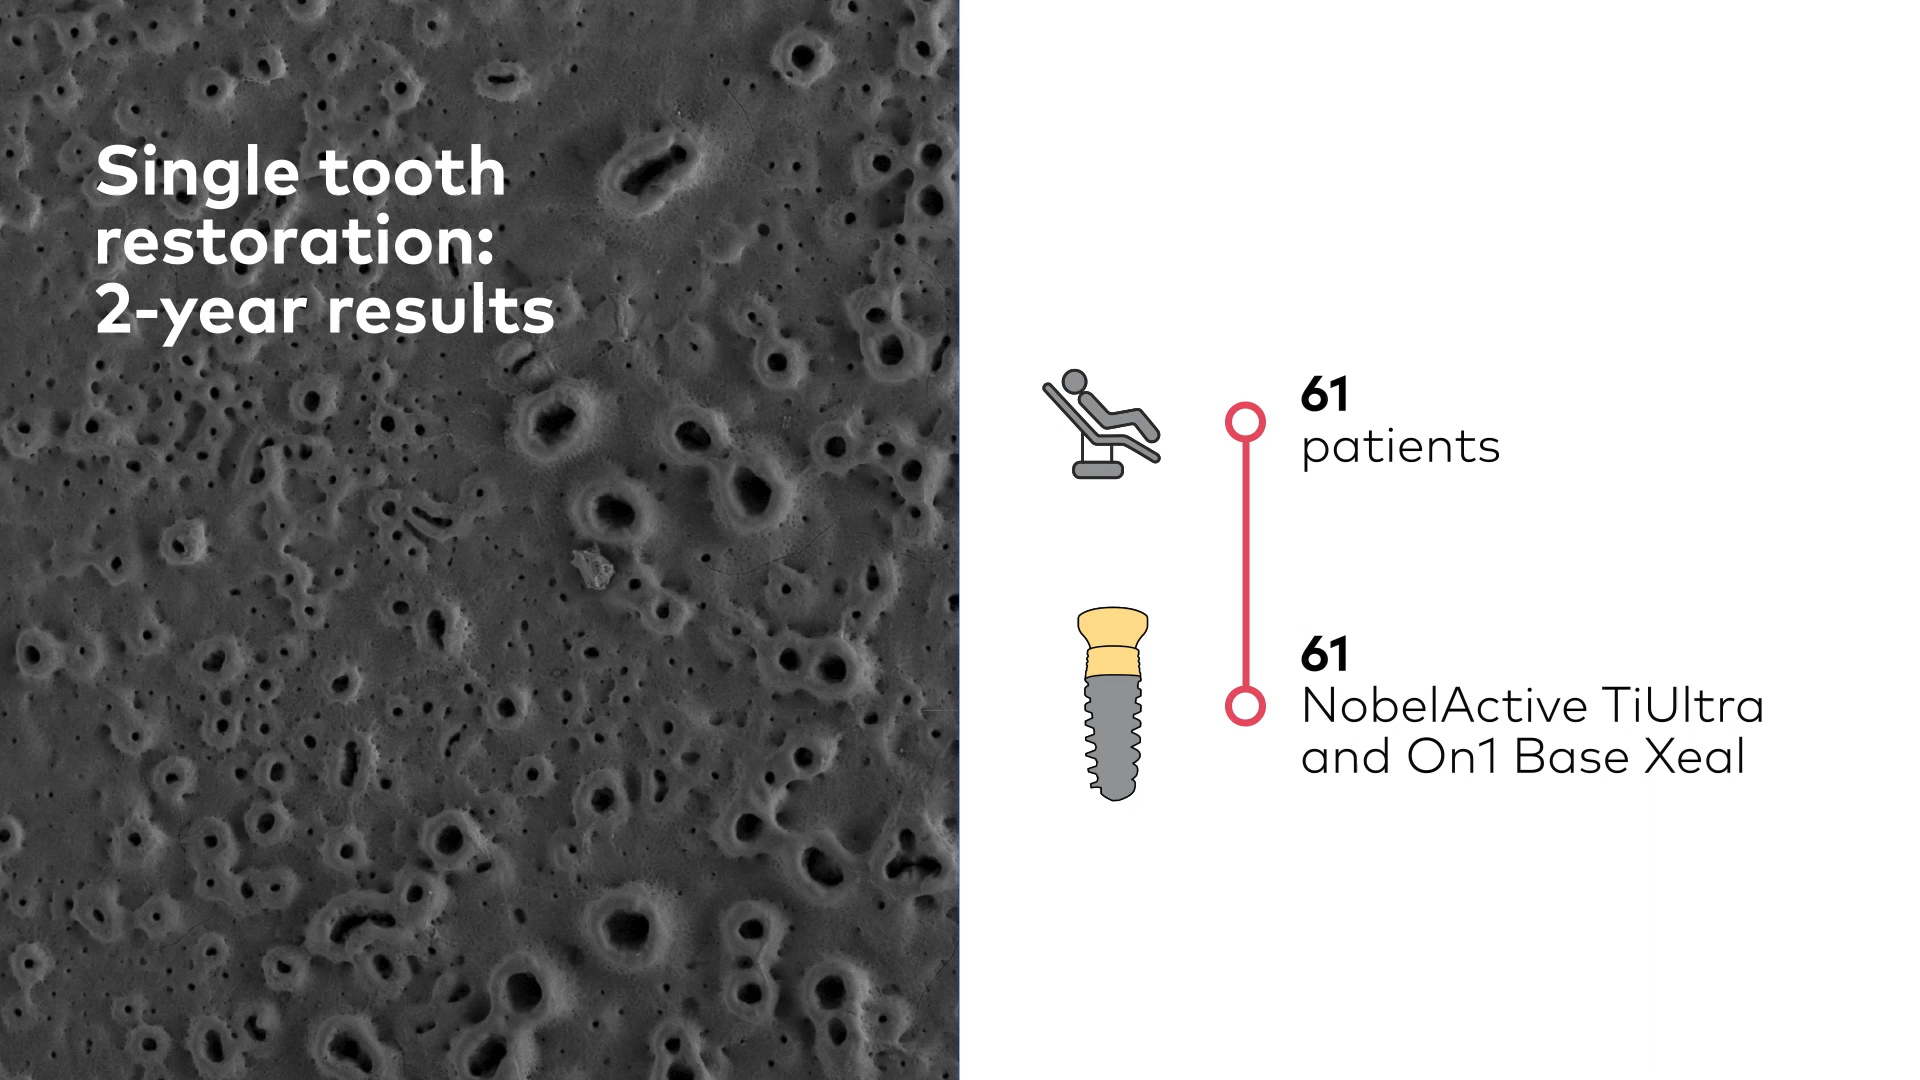 Single tooth
restoration:
2-year results
61
patients
61
NobelActive TiUltra
and On1 Base Xeal